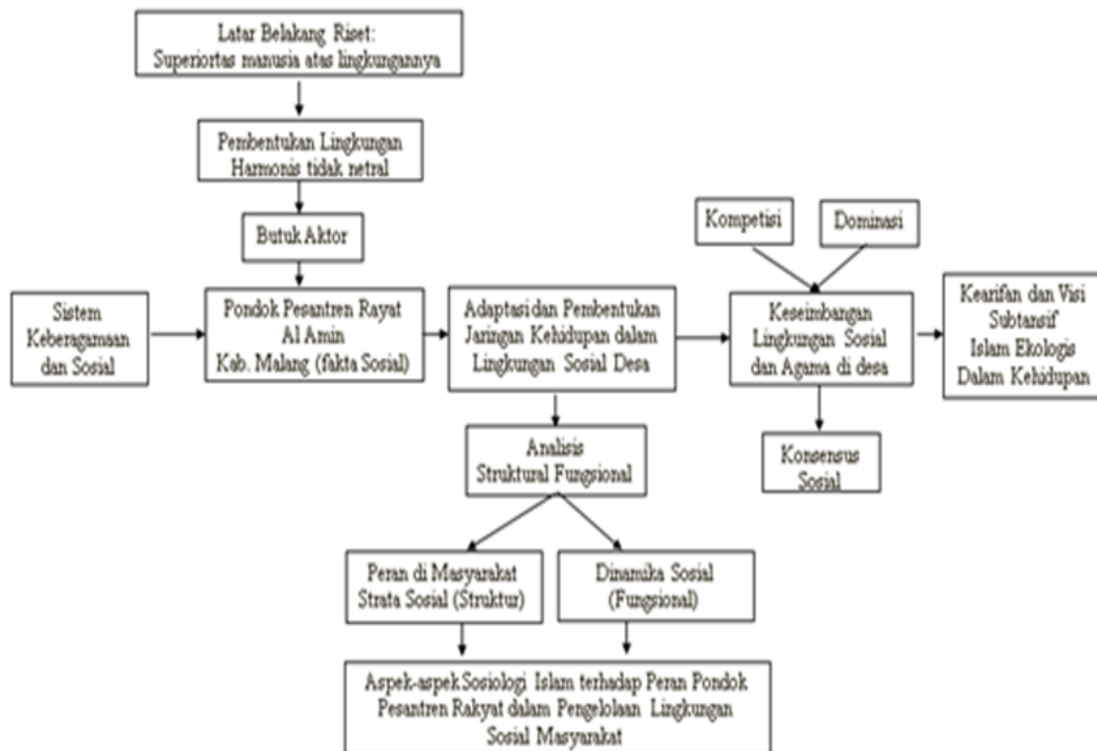 Latar Belakang Riset:
Superiortas manusia atas lingkungannya
Pembentukan Lingkungan
Harmonis tidak netral
Butuk Aktor
Kompetisi
Dominasi
Sistem
Keberagamaan
dan Sosial
Pondok Pesantren Rayat
Al Amin
Kab. Malang (fakta Sosial)
Adaptasi dan Pembentukan
Jaringan Kehidupan dalam
Lingkungan Sosial Desa
Keseimbangan
Lingkungan Sosial
dan Agama di desa
Kearifan dan Visi
Subtansif
Islam Ekologis
Dalam Kehidupan
Analisis
Struktural Fungsional
Konsensus
Sosial
Peran di Masyarakat
Strata Sosial (Struktur)
Dinamika Sosial
(Fungsional)
Aspek-aspek Sosiologi Islam terhadap Peran Pondok
Pesantren Rakyat dalam Pengelolaan Lingkungan
Sosial Masyarakat